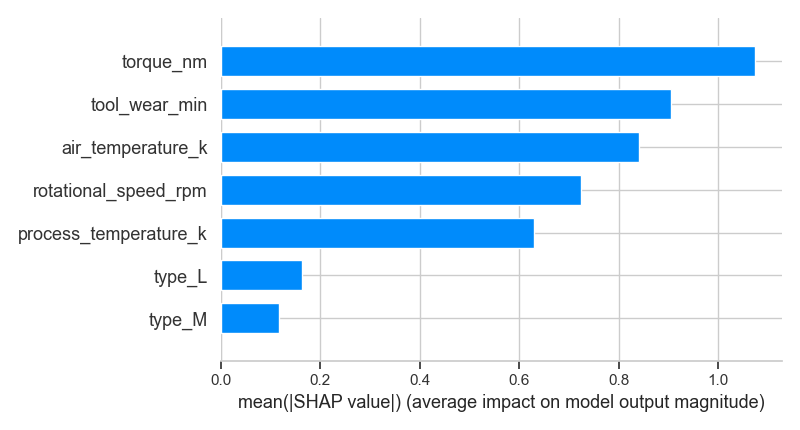 torque_nm
tool_wear_min
air_temperature_k
rotational_speed_rpm
process_temperature_k
type_L
type_M
0.0 0.2 0.4 0.6 0.8 1.0
mean(|SHAP value|) (average impact on model output magnitude)